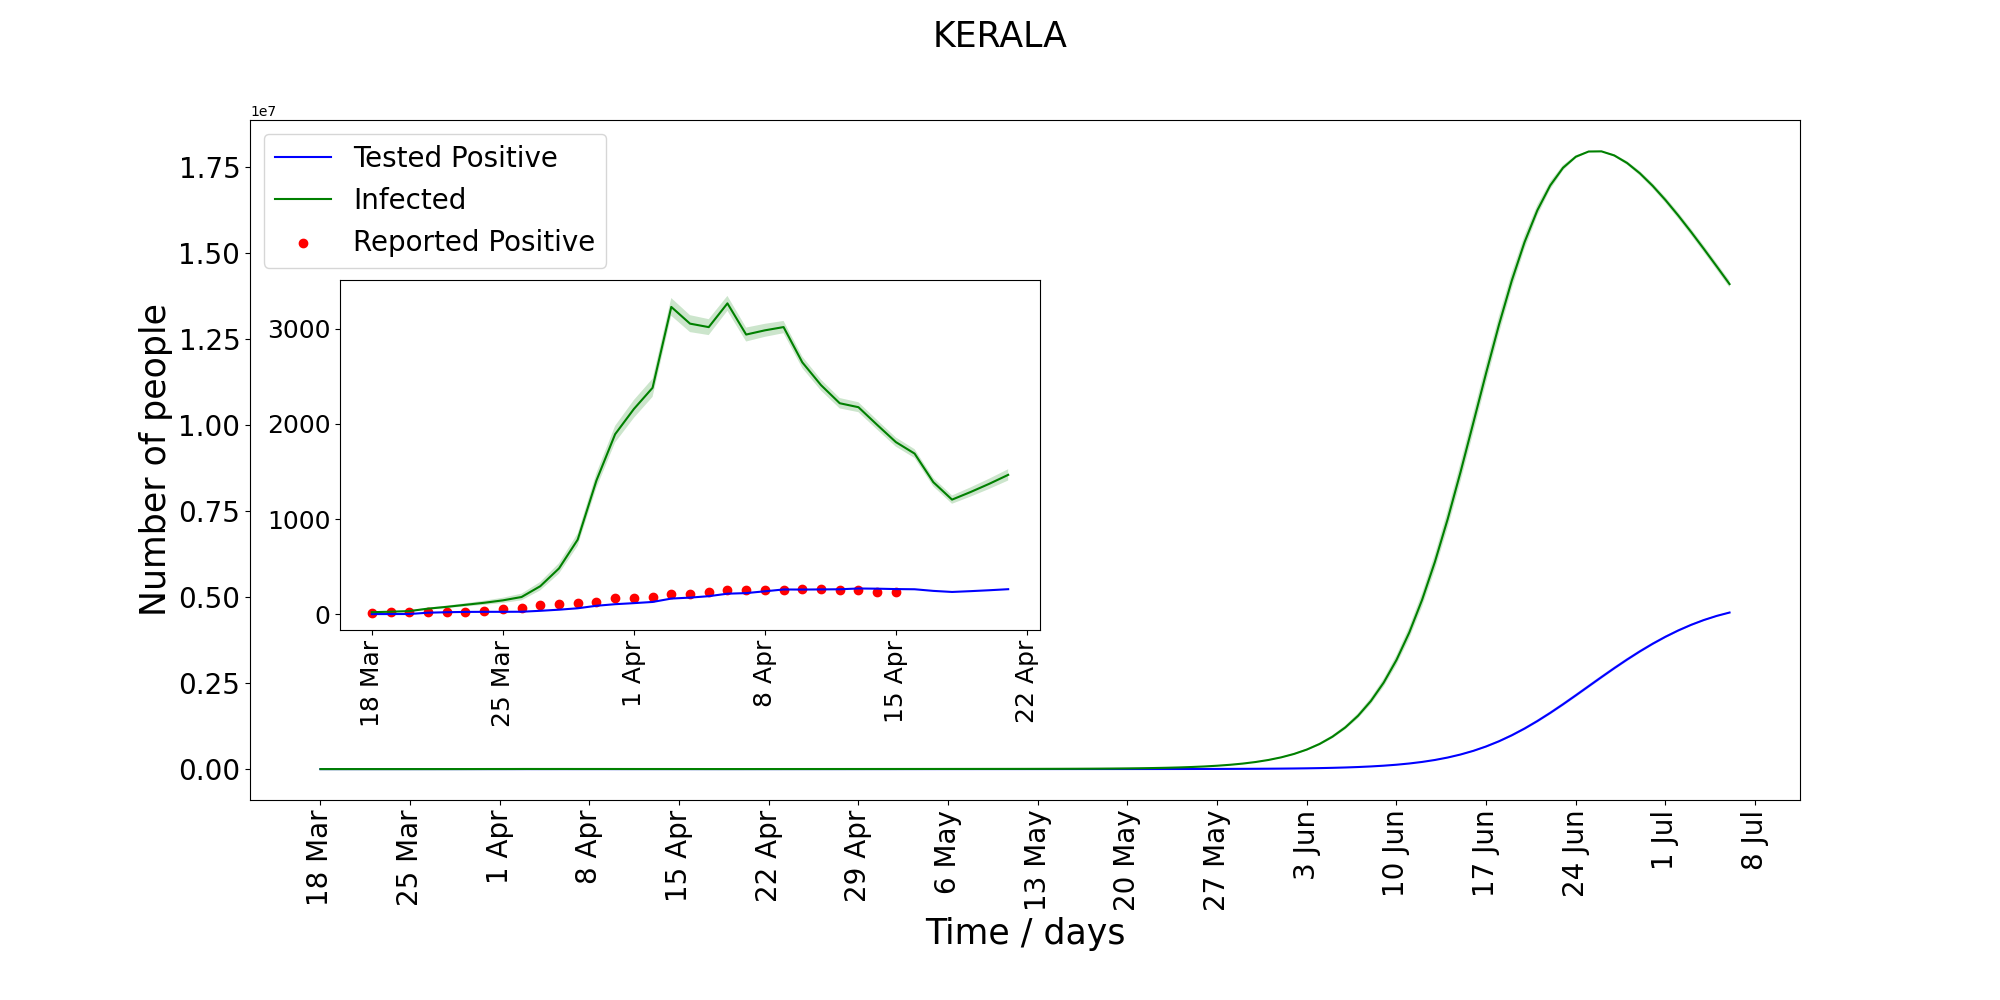 KERALA
1e7
Tested Positive
Infected
Reported Positive
Number of people
1.75
1.50
1.25
1.00
0.75
0.50
0.25
0.00
3000
2000
1000
0
18 Mar
25 Mar
1 Apr
8 Apr
15 Apr
22 Apr
18 Mar
25 Mar
1 Apr
8 Apr
15 Apr
22 Apr
29 Apr
6 May
13 May
20 May
27 May
3 Jun
10 Jun
17 Jun
24 Jun
1 Jul
8 Jul
Time / days